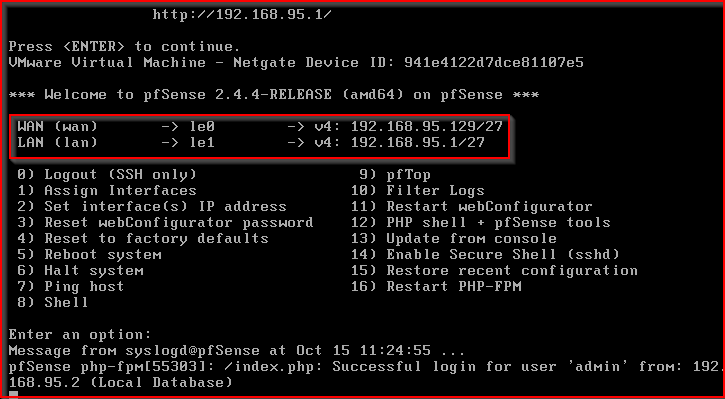 http://192.168.95.1/
Press <ENTER> to continue.
VMware Virtual Machine - Netgate Device ID: 941e4122d7dce81107e5
*** Welcome to pfSense 2.4.4-RELEASE (amd64) on pfSense ***
WAN (wan) -> le0 -> v4: 192.168.95.129/27
LAN (lan) -> le1 -> v4: 192.168.95.1/27
0) Logout (SSH only) 9) pfTop
1) Assign Interfaces 10) Filter Logs
2) Set interface(s) IP address 11) Restart webConfigurator
3) Reset webConfigurator password 12) PHP shell + pfSense tools
4) Reset to factory defaults 13) Update from console
5) Reboot system 14) Enable Secure Shell (sshd)
6) Halt system 15) Restore recent configuration
7) Ping host 16) Restart PHP-FPM
8) Shell
Enter an option:
Message from syslogd@pfSense at Oct 15 11:24:55 ...
pfSense php-fpm[55303]: /index.php: Successful login for user 'admin' from: 192.
168.95.2 (Local Database)